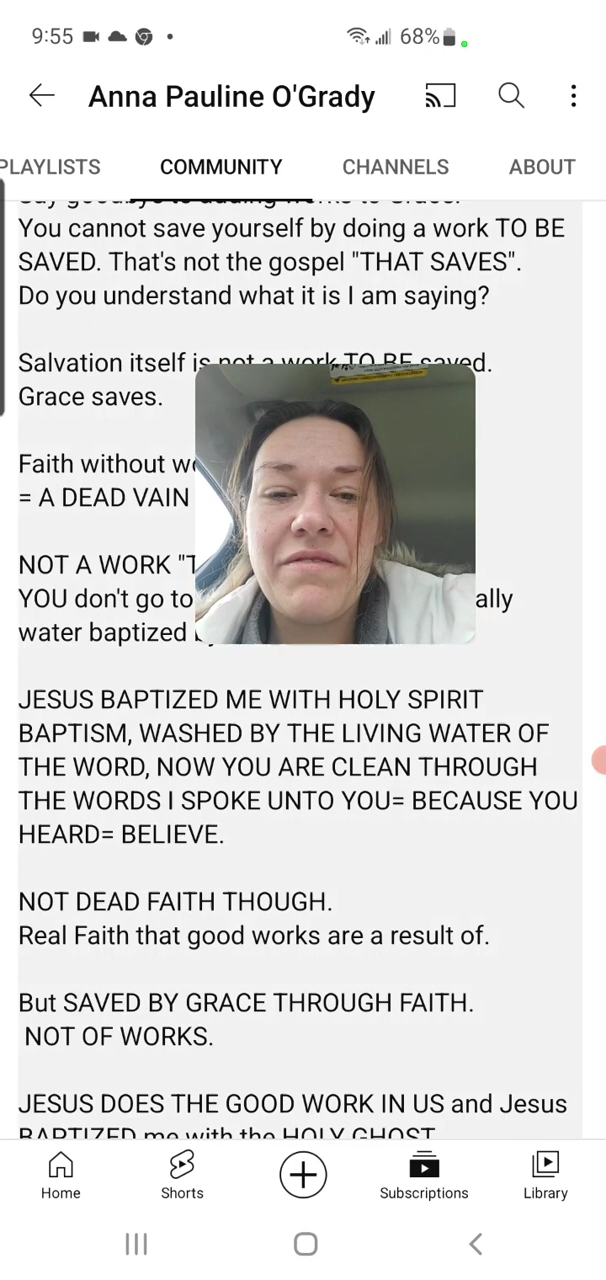 9:55
68%
Anna Pauline O'Grady
PLAYLISTS COMMUNITY CHANNELS ABOUT
You cannot save yourself by doing a work TO BE
SAVED. That's not the gospel "THAT SAVES".
Do you understand what it is I am saying?
Salvation itself is not a work TO BE saved.
Grace saves.
Faith without
= A DEAD VAIN
NOT A WORK
YOU don't go to ally
water baptized
JESUS BAPTIZED ME WITH HOLY SPIRIT
BAPTISM, WASHED BY THE LIVING WATER OF
THE WORD, NOW YOU ARE CLEAN THROUGH
THE WORDS I SPOKE UNTO YOU= BECAUSE YOU
HEARD= BELIEVE.
NOT DEAD FAITH THOUGH.
Real Faith that good works are a result of.
But SAVED BY GRACE THROUGH FAITH.
NOT OF WORKS.
JESUS DOES THE GOOD WORK IN US and Jesus
BAPTIZED me with the HOLY GHOST
Home Shorts Subscriptions Library